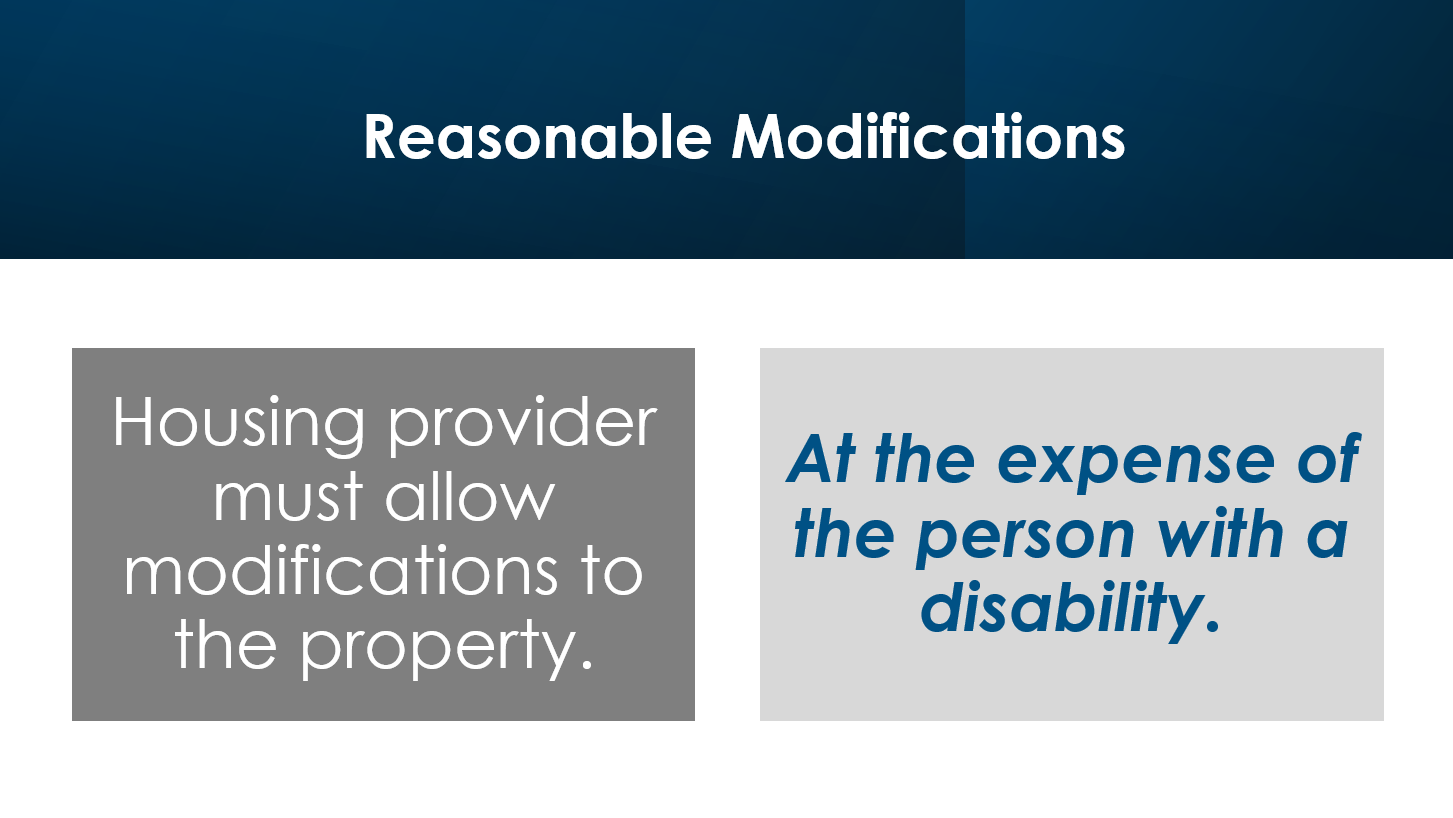 Reasonable Modifications
Housing provider
must allow
modifications to
the property.
At the expense of
the person with a
disability.